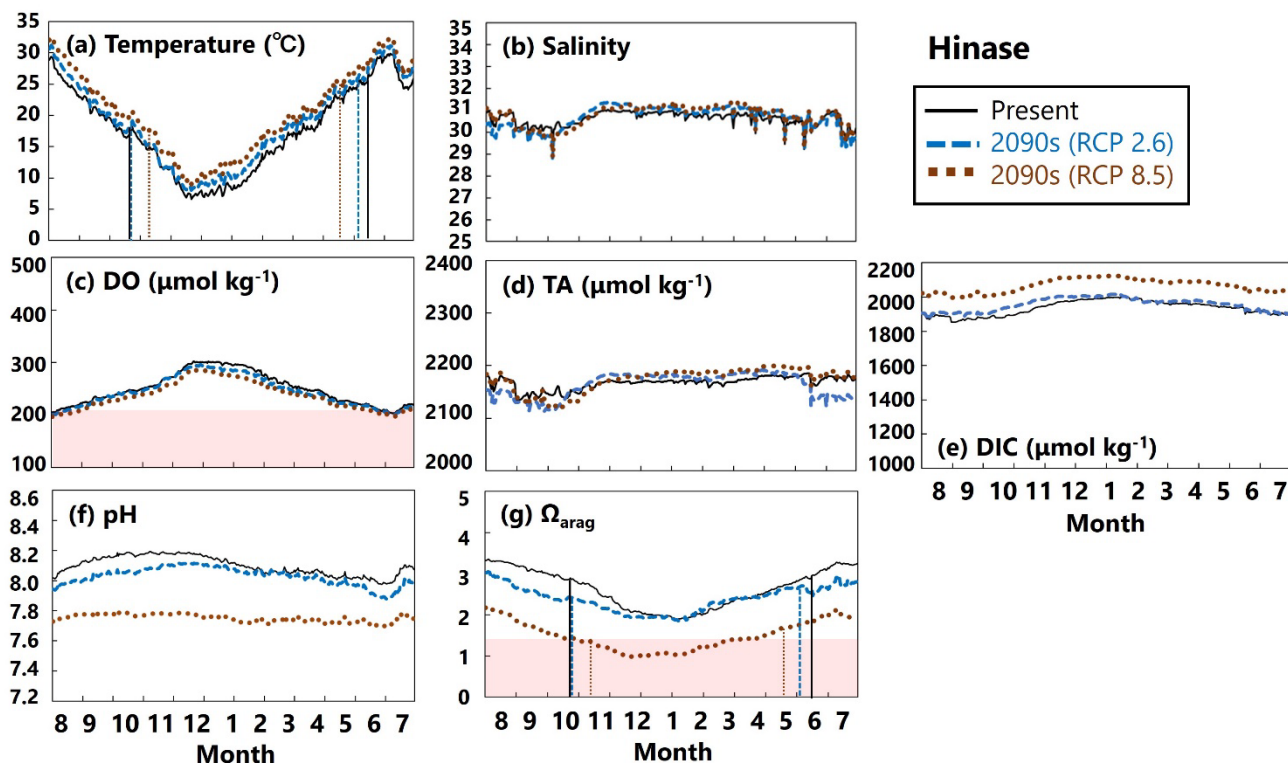 (a) Temperature (℃)
35
30
25
20
15
10
5
0
(b) Salinity
35
34
33
32
31
30
29
28
27
26
25
Hinase
Present
2090s (RCP 2.6)
2090s (RCP 8.5)
(c) DO (μmol kg-1)
500
400
300
200
100
(d) TA (μmol kg-1)
2400
2300
2200
2100
2000
2200
2000
1800
1600
1400
1200
1000
(e) DIC (μmol kg-1)
8 9 10 11 12 1 2 3 4 5 6 7
Month
(f) pH
8.6
8.4
8.2
8.0
7.8
7.6
7.4
7.2
8 9 10 11 12 1 2 3 4 5 6 7
Month
(g) Ωarag
5
4
3
2
1
0
8 9 10 11 12 1 2 3 4 5 6 7
Month